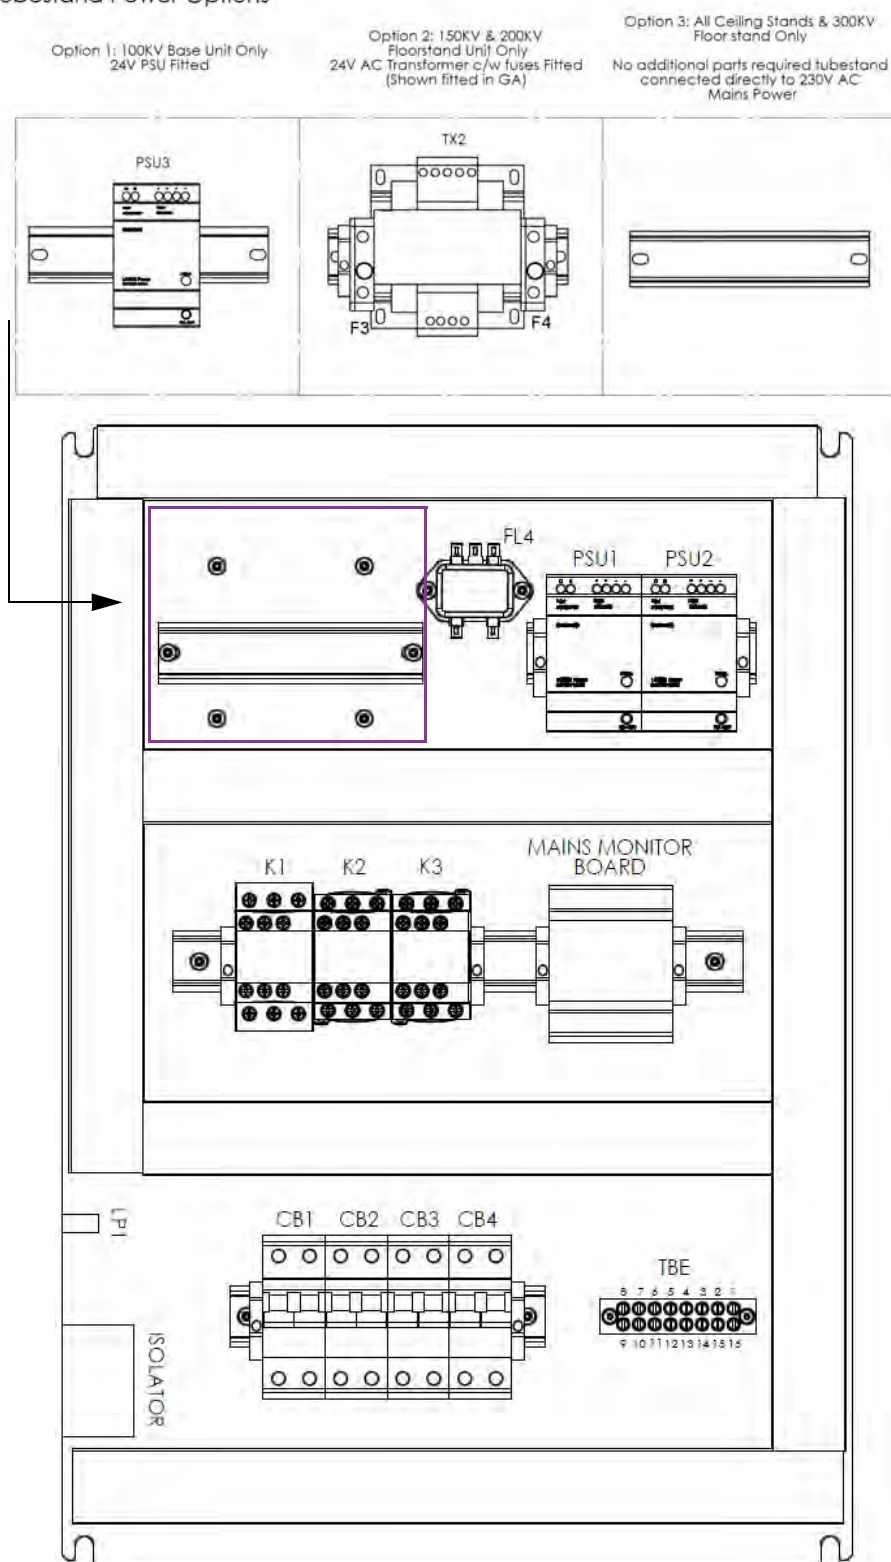 Tubestand Power Options
Option 1: 100KV Base Unit Only
24V PSU Fitted
Option 2: 150KV & 200KV
Floorstand Unit Only
24V AC Transformer c/w fuses Fitted
(Shown fitted in GA)
Option 3: All Ceiling Stands & 300KV
Floor stand Only
No additional parts required tubestand
connected directly to 230V AC
Mains Power
PSU3
TX2
F3
F4
FL4
PSU1
PSU2
K1
K2
K3
MAINS MONITOR
BOARD
LP1
CB1
CB2
CB3
CB4
TBE
8 7 6 5 4 3 2 1
9 10 11 12 13 14 15 16
ISOLATOR